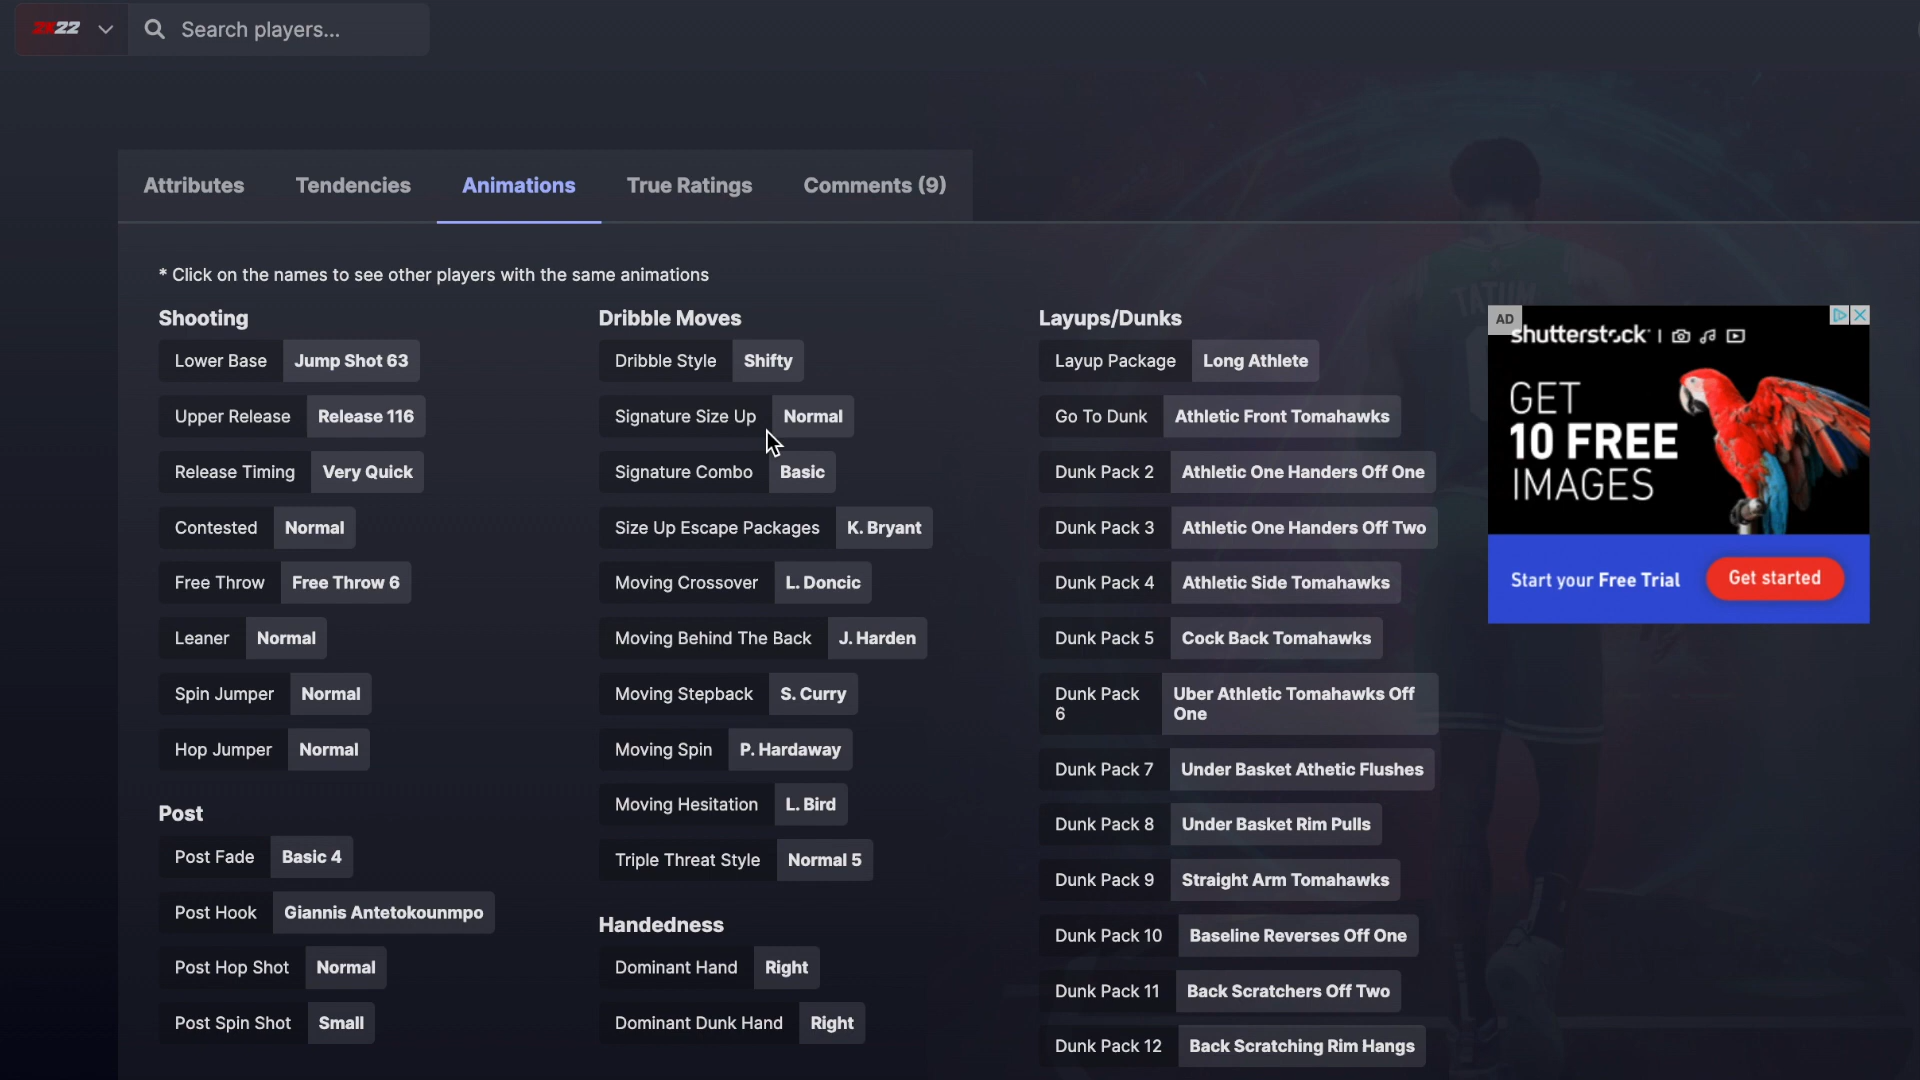 2K22
Search players...
Attributes
Tendencies
Animations
True Ratings
Comments (9)
* Click on the names to see other players with the same animations
Shooting
Lower Base Jump Shot 63
Upper Release Release 116
Release Timing Very Quick
Contested Normal
Free Throw Free Throw 6
Leaner Normal
Spin Jumper Normal
Hop Jumper Normal
Post
Post Fade Basic 4
Post Hook Giannis Antetokounmpo
Post Hop Shot Normal
Post Spin Shot Small
Dribble Moves
Dribble Style Shifty
Signature Size Up Normal
Signature Combo Basic
Size Up Escape Packages K. Bryant
Moving Crossover L. Doncic
Moving Behind The Back J. Harden
Moving Stepback S. Curry
Moving Spin P. Hardaway
Moving Hesitation L. Bird
Triple Threat Style Normal 5
Handedness
Dominant Hand Right
Dominant Dunk Hand Right
Layups/Dunks
Layup Package Long Athlete
Go To Dunk Athletic Front Tomahawks
Dunk Pack 2 Athletic One Handers Off One
Dunk Pack 3 Athletic One Handers Off Two
Dunk Pack 4 Athletic Side Tomahawks
Dunk Pack 5 Cock Back Tomahawks
Dunk Pack Uber Athletic Tomahawks Off
6 One
Dunk Pack 7 Under Basket Athetic Flushes
Dunk Pack 8 Under Basket Rim Pulls
Dunk Pack 9 Straight Arm Tomahawks
Dunk Pack 10 Baseline Reverses Off One
Dunk Pack 11 Back Scratchers Off Two
Dunk Pack 12 Back Scratching Rim Hangs
TATUM
AD
shutterstock
GET
10 FREE
IMAGES
Start your Free Trial
Get started